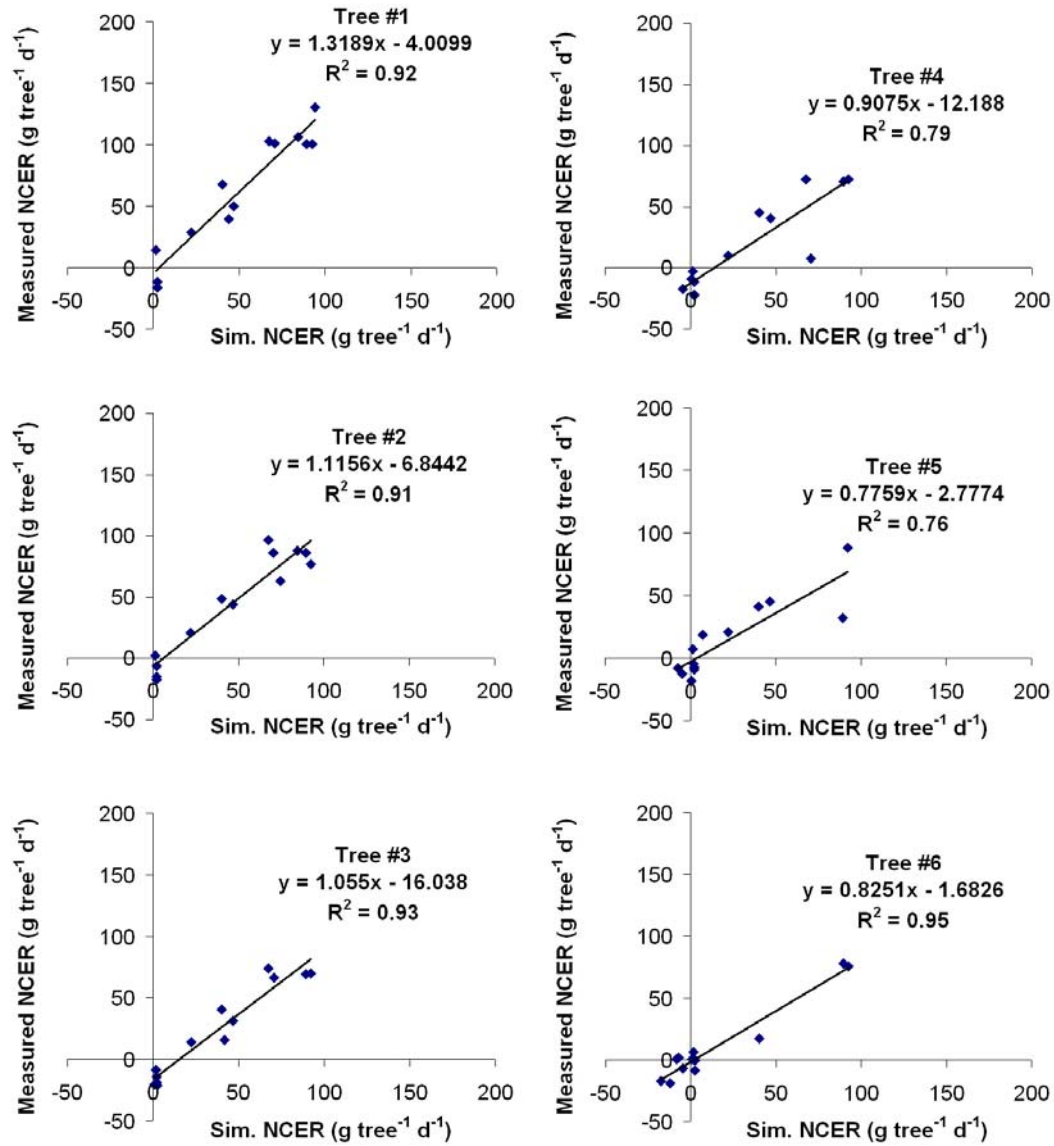 Tree #1
y = 1.3189x - 4.0099
R² = 0.92
Measured NCER (g tree⁻¹ d⁻¹)
200
150
100
50
0
-50
-50 0 50 100 150 200
Sim. NCER (g tree⁻¹ d⁻¹)
Tree #4
y = 0.9075x - 12.188
R² = 0.79
Measured NCER (g tree⁻¹ d⁻¹)
200
150
100
50
0
-50
-50 0 50 100 150 200
Sim. NCER (g tree⁻¹ d⁻¹)
Tree #2
y = 1.1156x - 6.8442
R² = 0.91
Measured NCER (g tree⁻¹ d⁻¹)
200
150
100
50
0
-50
-50 0 50 100 150 200
Sim. NCER (g tree⁻¹ d⁻¹)
Tree #5
y = 0.7759x - 2.7774
R² = 0.76
Measured NCER (g tree⁻¹ d⁻¹)
200
150
100
50
0
-50
-50 0 50 100 150 200
Sim. NCER (g tree⁻¹ d⁻¹)
Tree #3
y = 1.055x - 16.038
R² = 0.93
Measured NCER (g tree⁻¹ d⁻¹)
200
150
100
50
0
-50
-50 0 50 100 150 200
Sim. NCER (g tree⁻¹ d⁻¹)
Tree #6
y = 0.8251x - 1.6826
R² = 0.95
Measured NCER (g tree⁻¹ d⁻¹)
200
150
100
50
0
-50
-50 0 50 100 150 200
Sim. NCER (g tree⁻¹ d⁻¹)